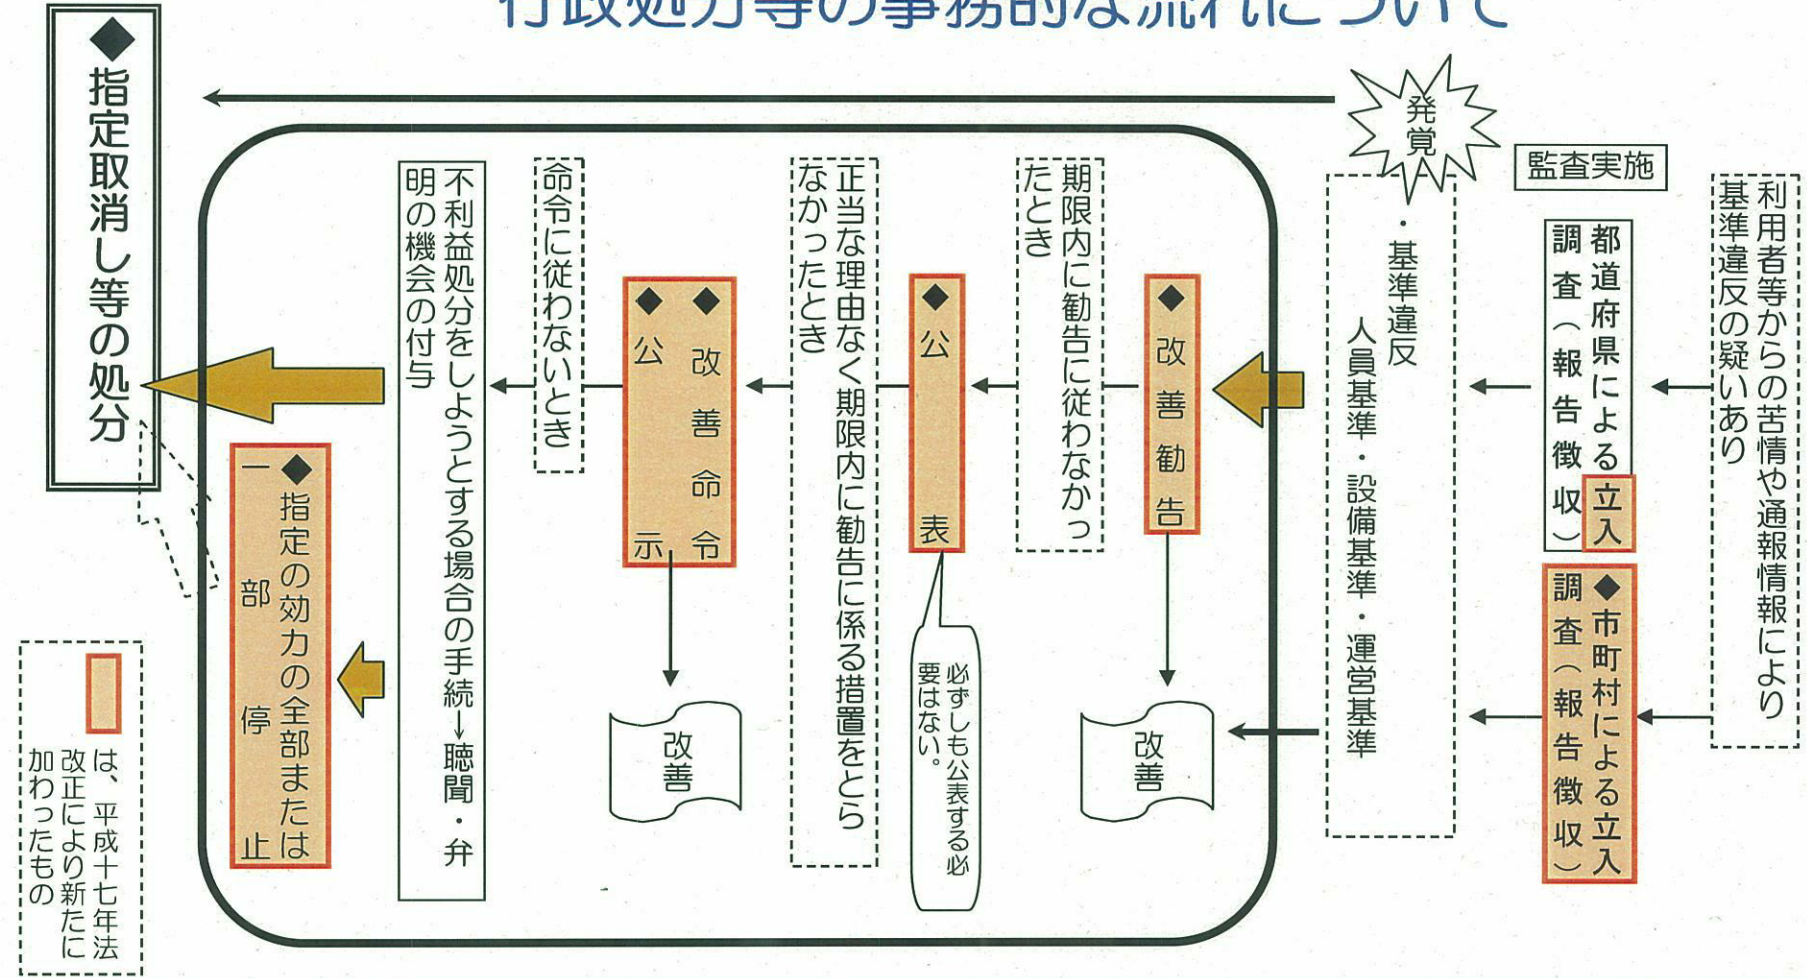 行政処分等の事務的な流れについて
利用者等からの苦情や通報情報により
基準違反の疑いあり
監査実施
都道府県による立入
調査（報告徴収）
◆市町村による立入
調査（報告徴収）
発覚
・基準違反
人員基準・設備基準・運営基準
◆改善勧告
改善
期限内に勧告に従わなかっ
たとき
◆公表
必ずしも公表する必
要はない。
正当な理由なく期限内に勧告に係る措置をとら
なかったとき
◆改善命令
◆公示
改善
命令に従わないとき
不利益処分をしようとする場合の手続→聴聞・弁
明の機会の付与
◆指定の効力の全部または
一部停止
◆指定取消し等の処分
は、平成十七年法
改正により新たに
加わったもの